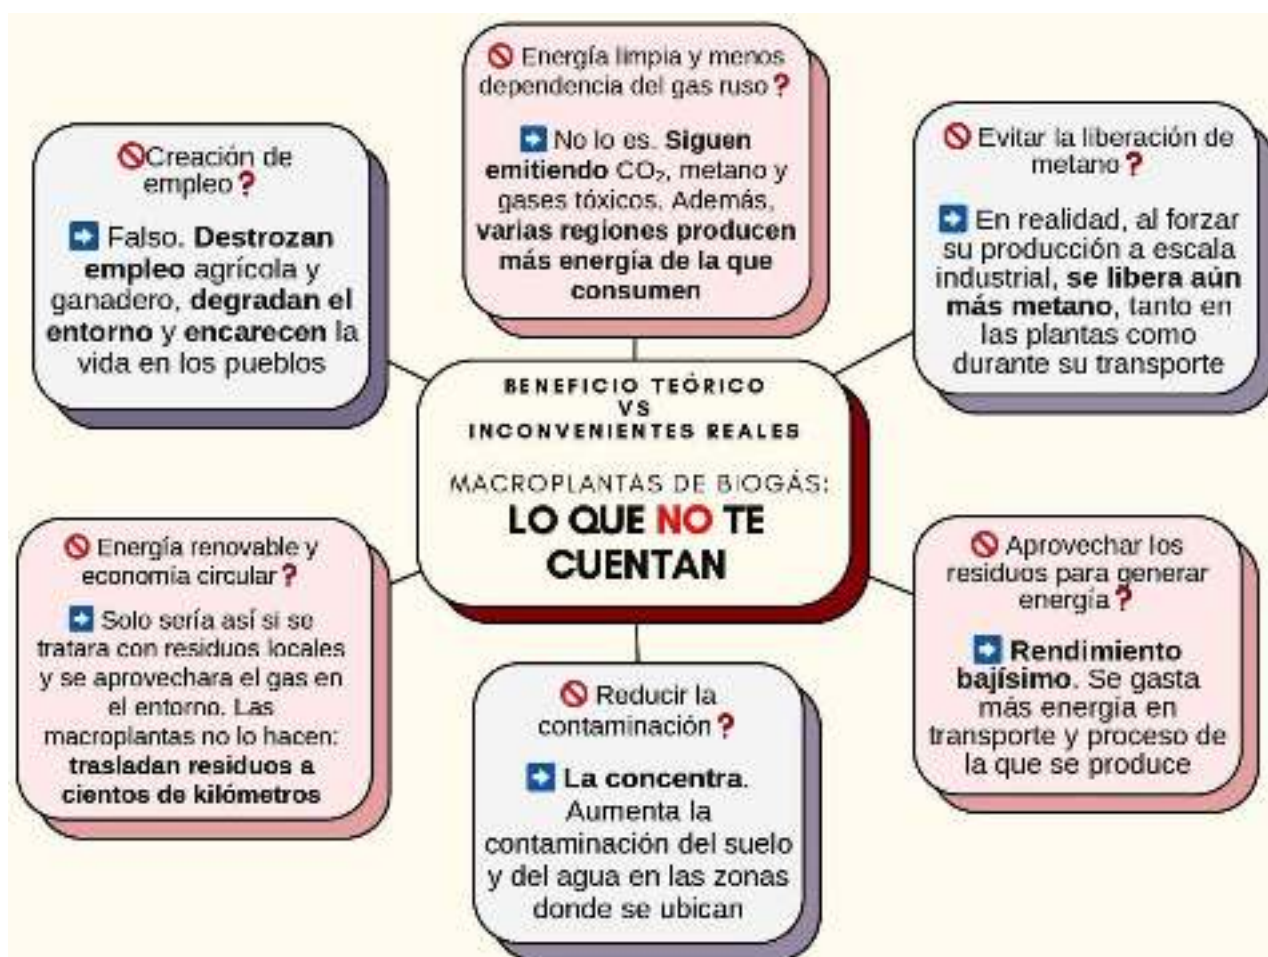 BENEFICIO TEÓRICO
VS
INCONVENIENTES REALES
MACROPLANTAS DE BIOGÁS:
LO QUE NO TE
CUENTAN
Creación de
empleo?
Falso. Destrozan
empleo agrícola y
ganadero, degradan el
entorno y encarecen la
vida en los pueblos
Energía limpia y menos
dependencia del gas ruso?
No lo es. Siguen
emitiendo CO₂, metano y
gases tóxicos. Además,
varias regiones producen
más energía de la que
consumen
Evitar la liberación de
metano?
En realidad, al forzar
su producción a escala
industrial, se libera aún
más metano, tanto en
las plantas como
durante su transporte
Energía renovable y
economía circular?
Solo sería así si se
tratara con residuos locales
y se aprovechara el gas en
el entorno. Las
macroplantas no lo hacen:
trasladan residuos a
cientos de kilómetros
Reducir la
contaminación?
La concentra.
Aumenta la
contaminación del suelo
y del agua en las zonas
donde se ubican
Aprovechar los
residuos para generar
energía?
Rendimiento
bajísimo. Se gasta
más energía en
transporte y proceso de
la que se produce